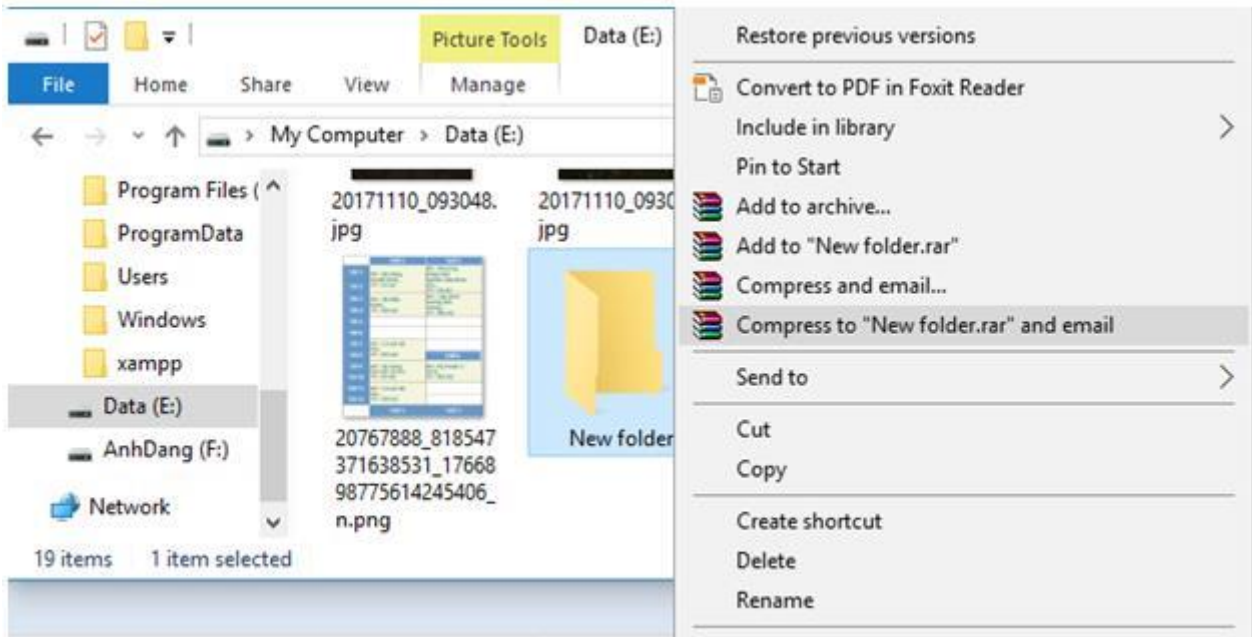 Picture Tools
Data (E:)
File
Home
Share
View
Manage
My Computer
Data (E:)
Program Files (
ProgramData
Users
Windows
xampp
Data (E:)
AnhDang (F:)
Network
20171110_093048.
jpg
20171110_0930
jpg
20767888_818547
371638531_17668
98775614245406_
n.png
New folder
19 items
1 item selected
Restore previous versions
Convert to PDF in Foxit Reader
Include in library
Pin to Start
Add to archive...
Add to "New folder.rar"
Compress and email...
Compress to "New folder.rar" and email
Send to
Cut
Copy
Create shortcut
Delete
Rename